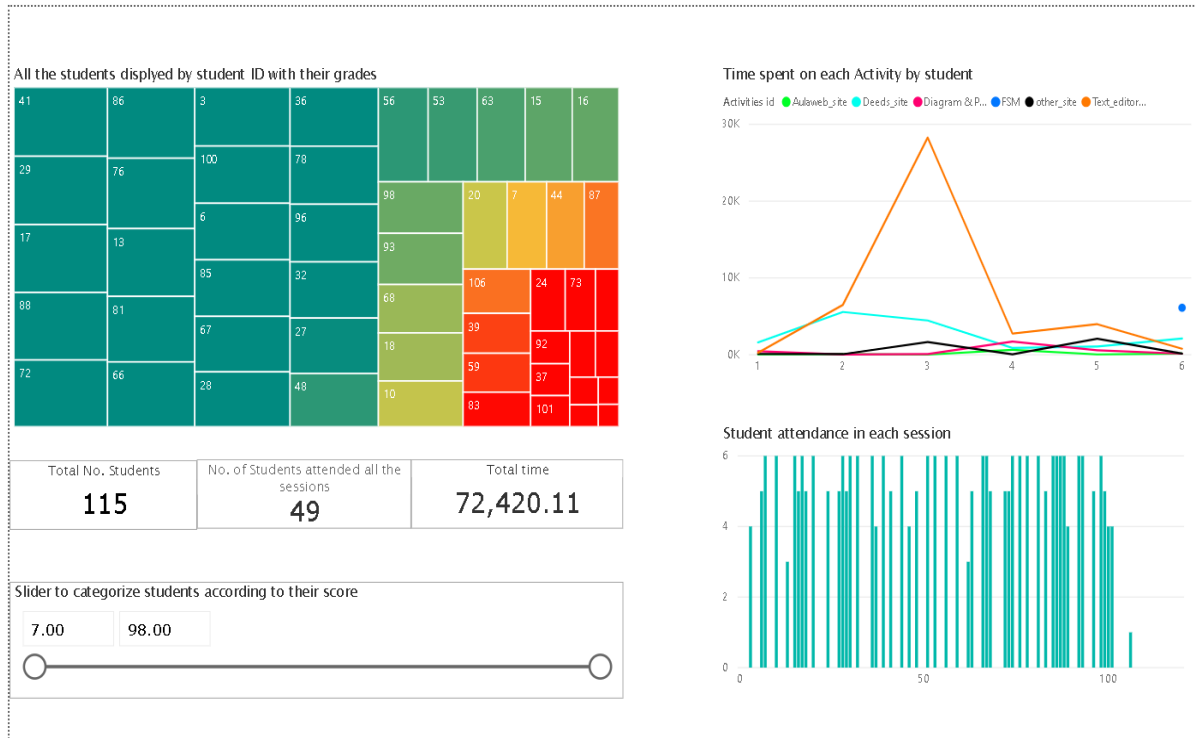 All the students displyed by student ID with their grades
41 86 3 36 56 53 63 15 16
29 76 100 78
98 20 7 44 87
17 13 6 96
93
85 32 106 24 73
88 81 68
67 27 39
18 92
72 66 59
28 48 10 37
83 101
Total No. Students
115
No. of Students attended all the
sessions
49
Total time
72,420.11
Slider to categorize students according to their score
7.00 98.00
Time spent on each Activity by student
Activities id Aulaweb_site Deeds_site Diagram & P... FSM other_site Text_editor...
30K
20K
10K
0K
1 2 3 4 5 6
Student attendance in each session
6
4
2
0
0 50 100